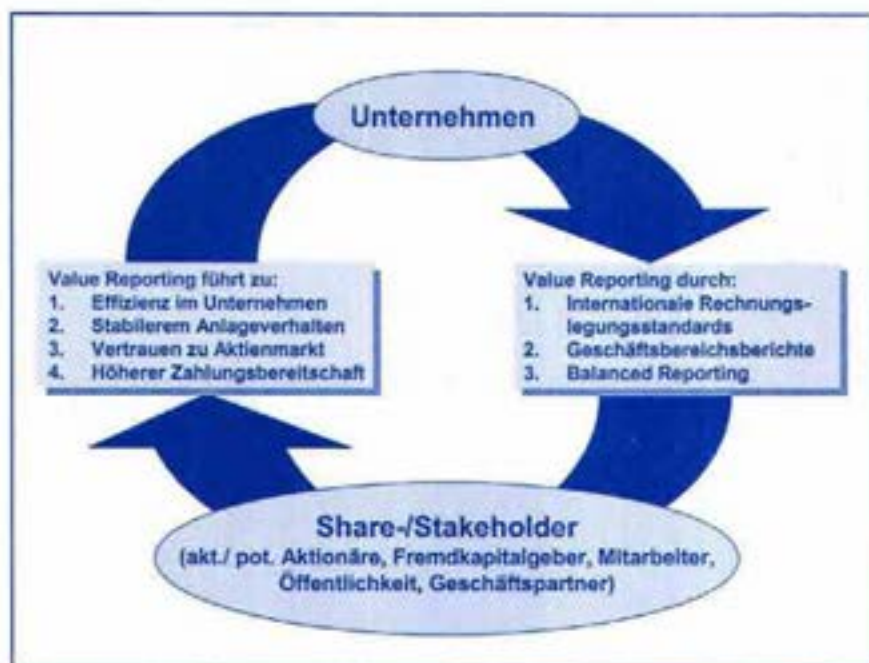 Unternehmen
Value Reporting führt zu:
1. Effizienz im Unternehmen
2. Stabilerem Anlageverhalten
3. Vertrauen zu Aktienmarkt
4. Höherer Zahlungsbereitschaft
Value Reporting durch:
1. Internationale Rechnungs-
legungsstandards
2. Geschäftsbereichsberichte
3. Balanced Reporting
Share-/Stakeholder
(akt./ pot. Aktionäre, Fremdkapitalgeber, Mitarbeiter,
Öffentlichkeit, Geschäftspartner)